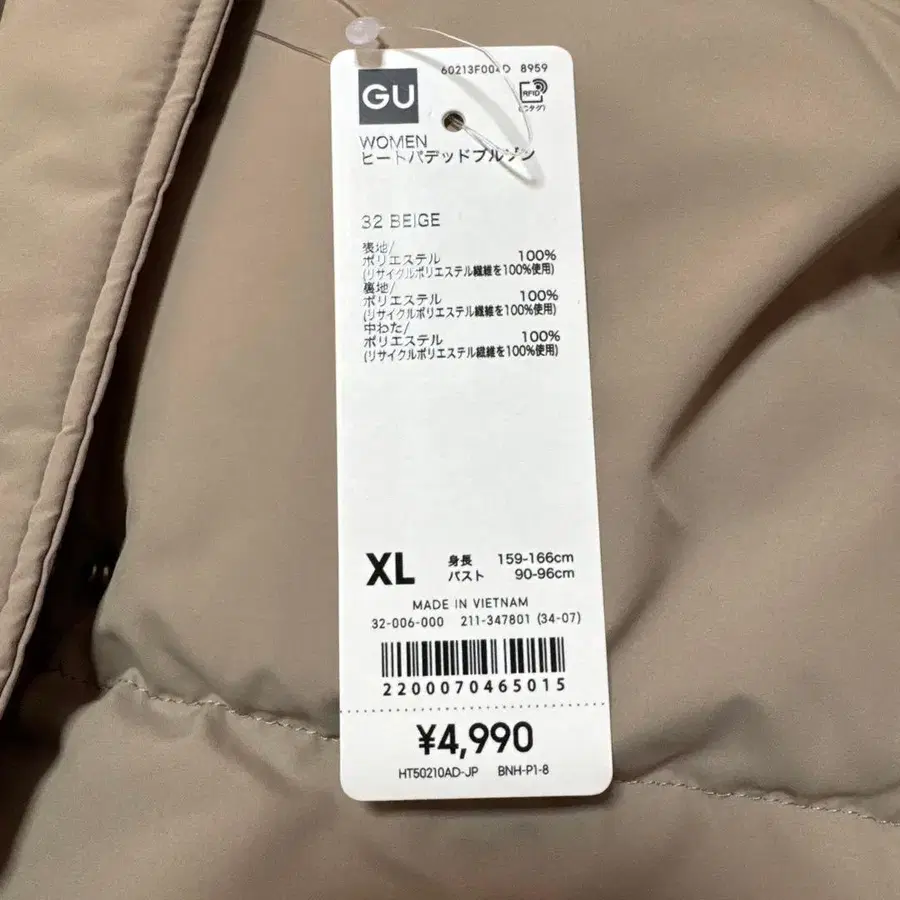 60213F004D 8959
GU
RFID
(ICタグ)
WOMEN
ヒートパデッドブルゾン
32 BEIGE
表地/
ポリエステル 100%
(リサイクルポリエステル繊維を100%使用)
裏地/
ポリエステル 100%
(リサイクルポリエステル繊維を100%使用)
中わた/
ポリエステル 100%
(リサイクルポリエステル繊維を100%使用)
XL 身長 159-166cm
バスト 90-96cm
MADE IN VIETNAM
32-006-000 211-347801 (34-07)
2200070465015
¥4,990
HT50210AD-JP BNH-P1-8